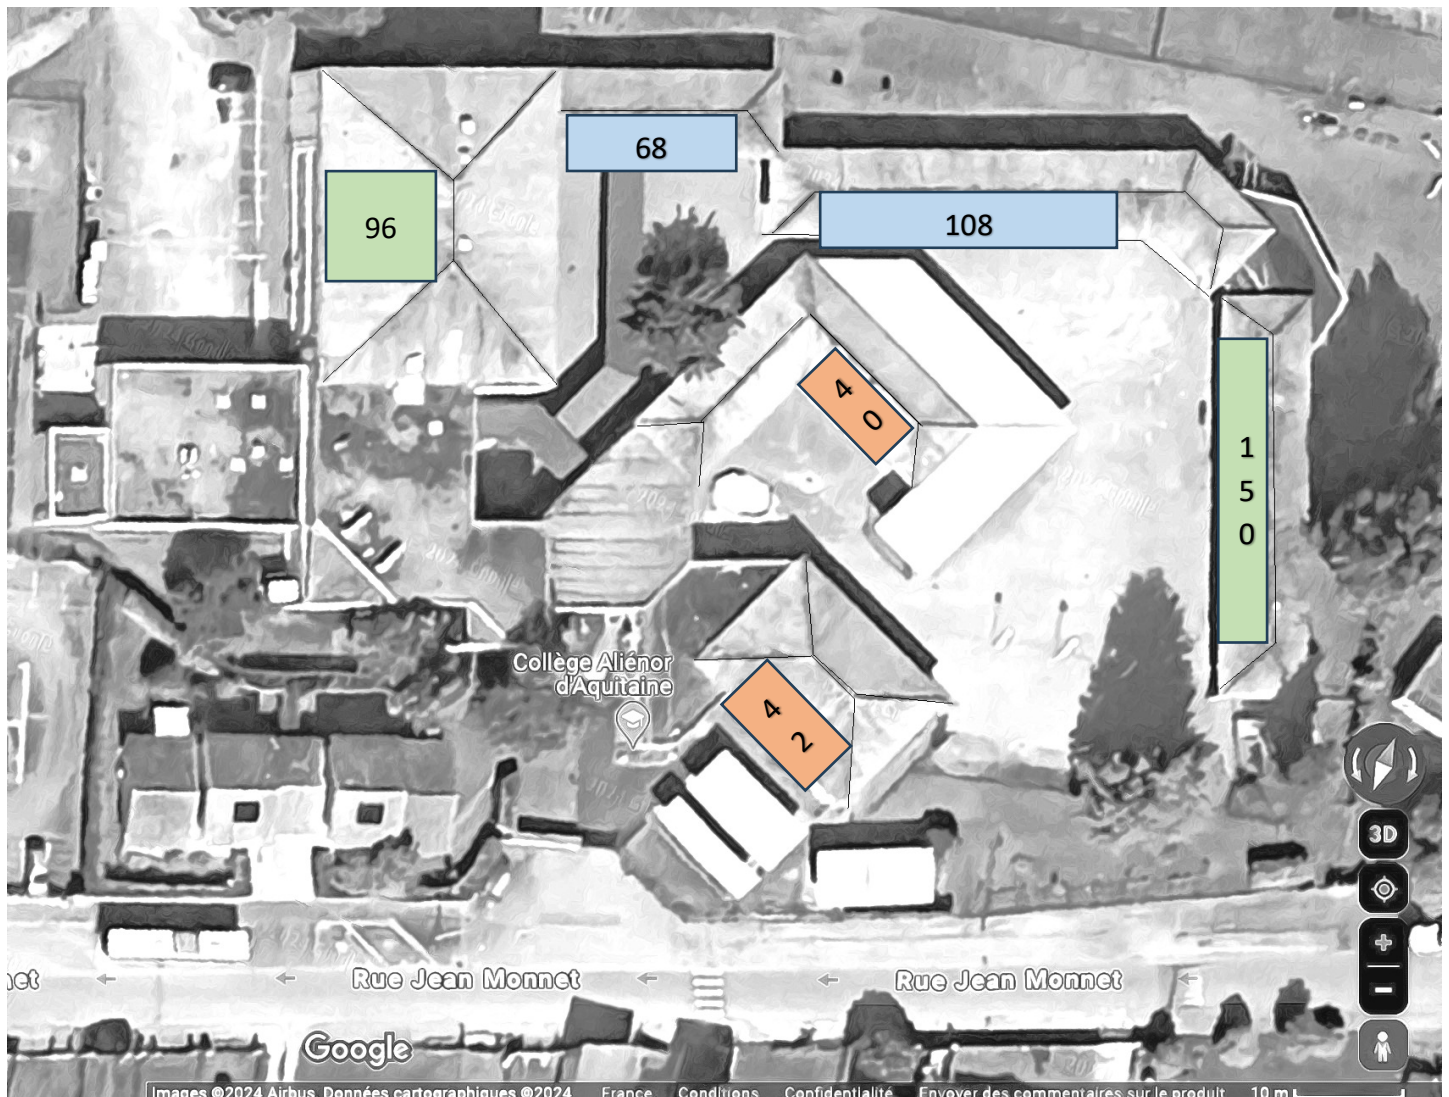 68
96
108
4
0
1
5
0
Collège Aliénor
d'Aquitaine
4
2
3D
Rue Jean Monnet
Rue Jean Monnet
Google
Images ©2024 Airbus, Données cartographiques ©2024 France Conditions Confidentialité Envoyer des commentaires sur le produit 10 m